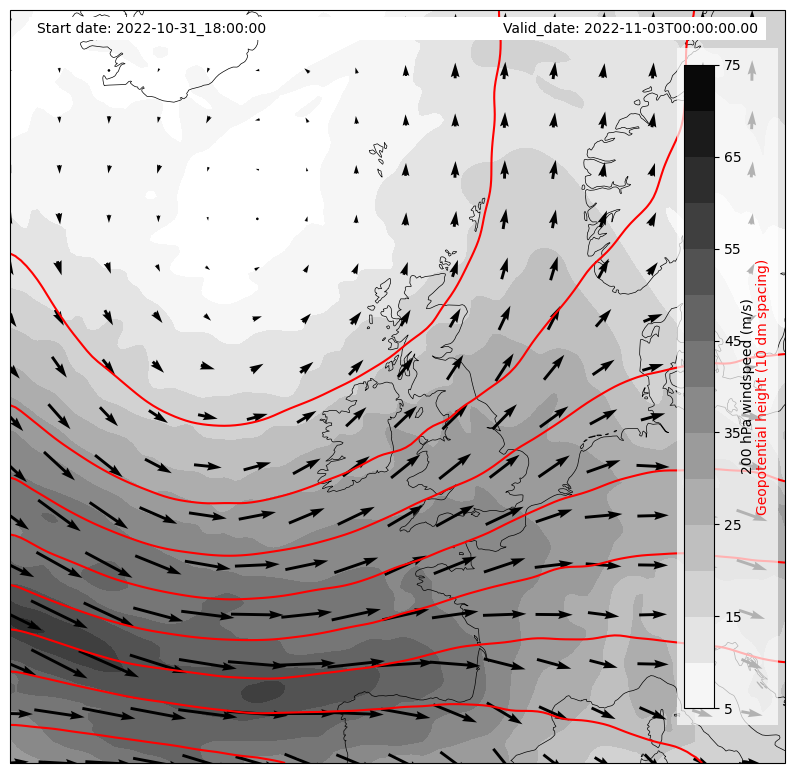 Start date: 2022-10-31_18:00:00
Valid_date: 2022-11-03T00:00:00.00
75
65
55
45
35
25
15
5
200 hPa windspeed (m/s)
Geopotential height (10 dm spacing)